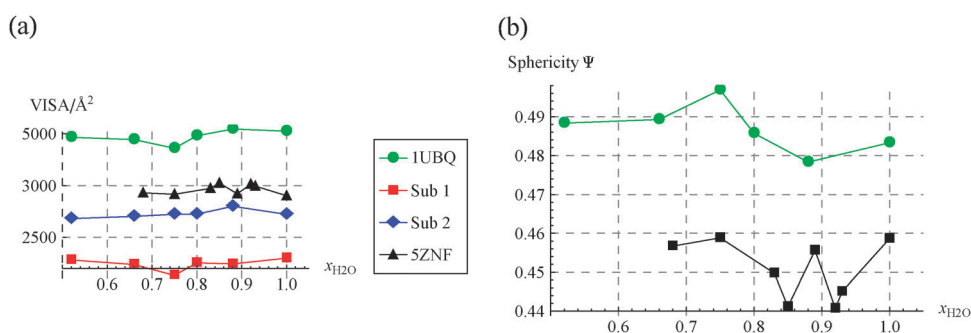 (a)
VISA/Å²
5000
3000
2500
0.6 0.7 0.8 0.9 1.0
xH2O
1UBQ
Sub 1
Sub 2
5ZNF
(b)
Sphericity Ψ
0.49
0.48
0.47
0.46
0.45
0.44
0.6 0.7 0.8 0.9 1.0
xH2O